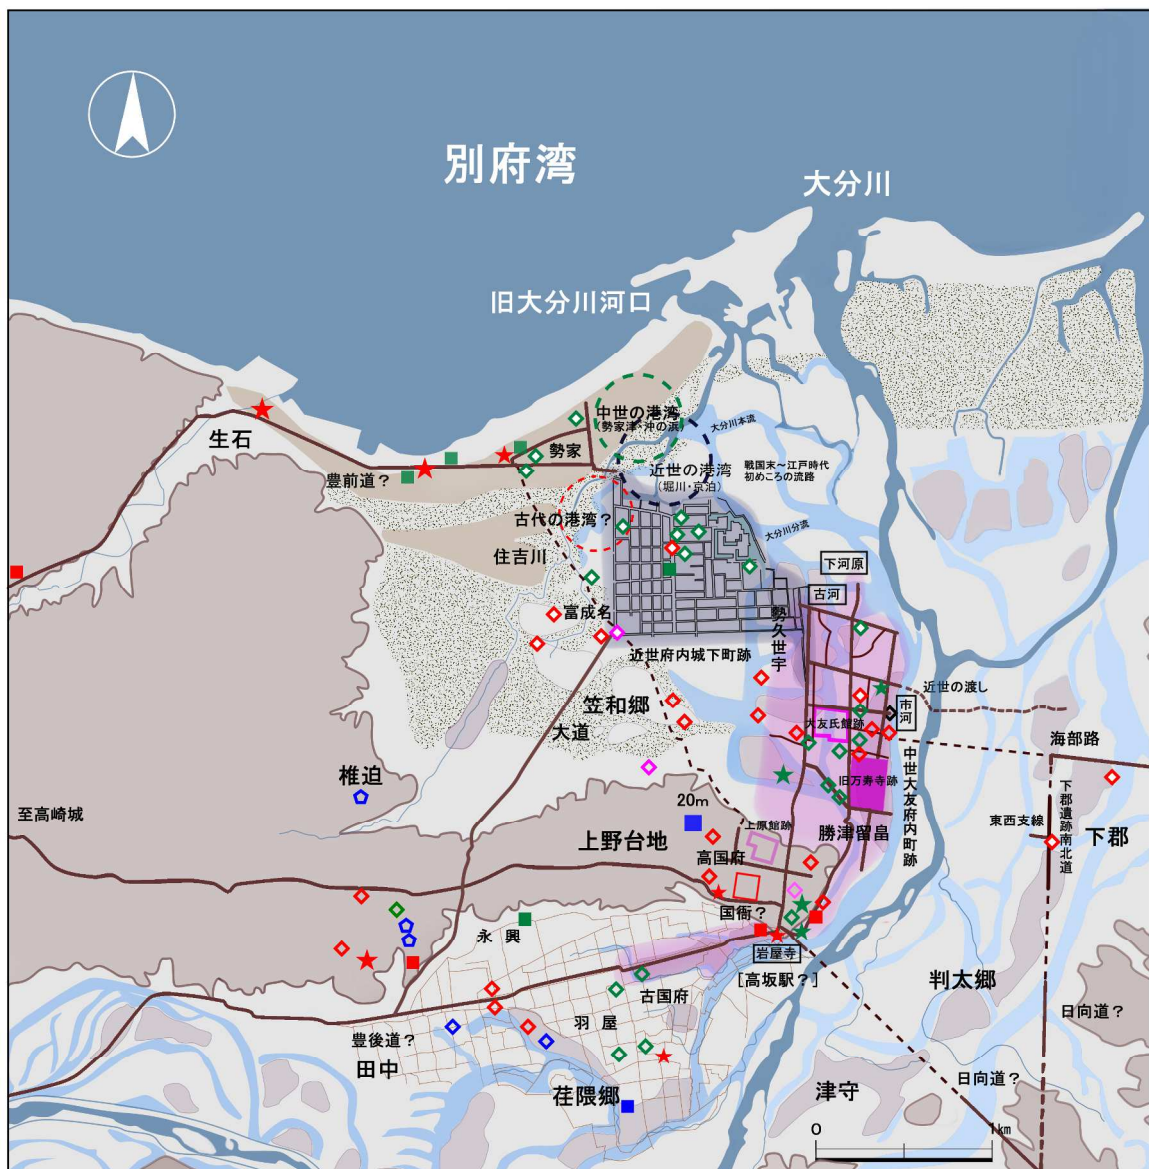 別府湾
大分川
旧大分川河口
中世の港湾
(勢家津・沖の浜)
大分川本流
生石
勢家
豊前道?
近世の港湾
(堀川・京泊)
戦国末~江戸時代
初めころの流路
古代の港湾?
大分川分流
住吉川
下河原
古河
富成名
勢久世宇
近世府内城下町跡
近世の渡し
笠和郷
市河
大友氏館跡
大道
海部路
中世大友府内町跡
椎迫
旧万寿寺跡
20m
至高崎城
上原館跡
勝津留畠
東西支線
下郡遺跡南北道
下郡
上野台地
高国府
国衙?
永興
岩屋寺
[高坂駅?]
判太郷
古国府
日向道?
羽屋
豊後道?
田中
日向道?
荏隈郷
津守
0
1km